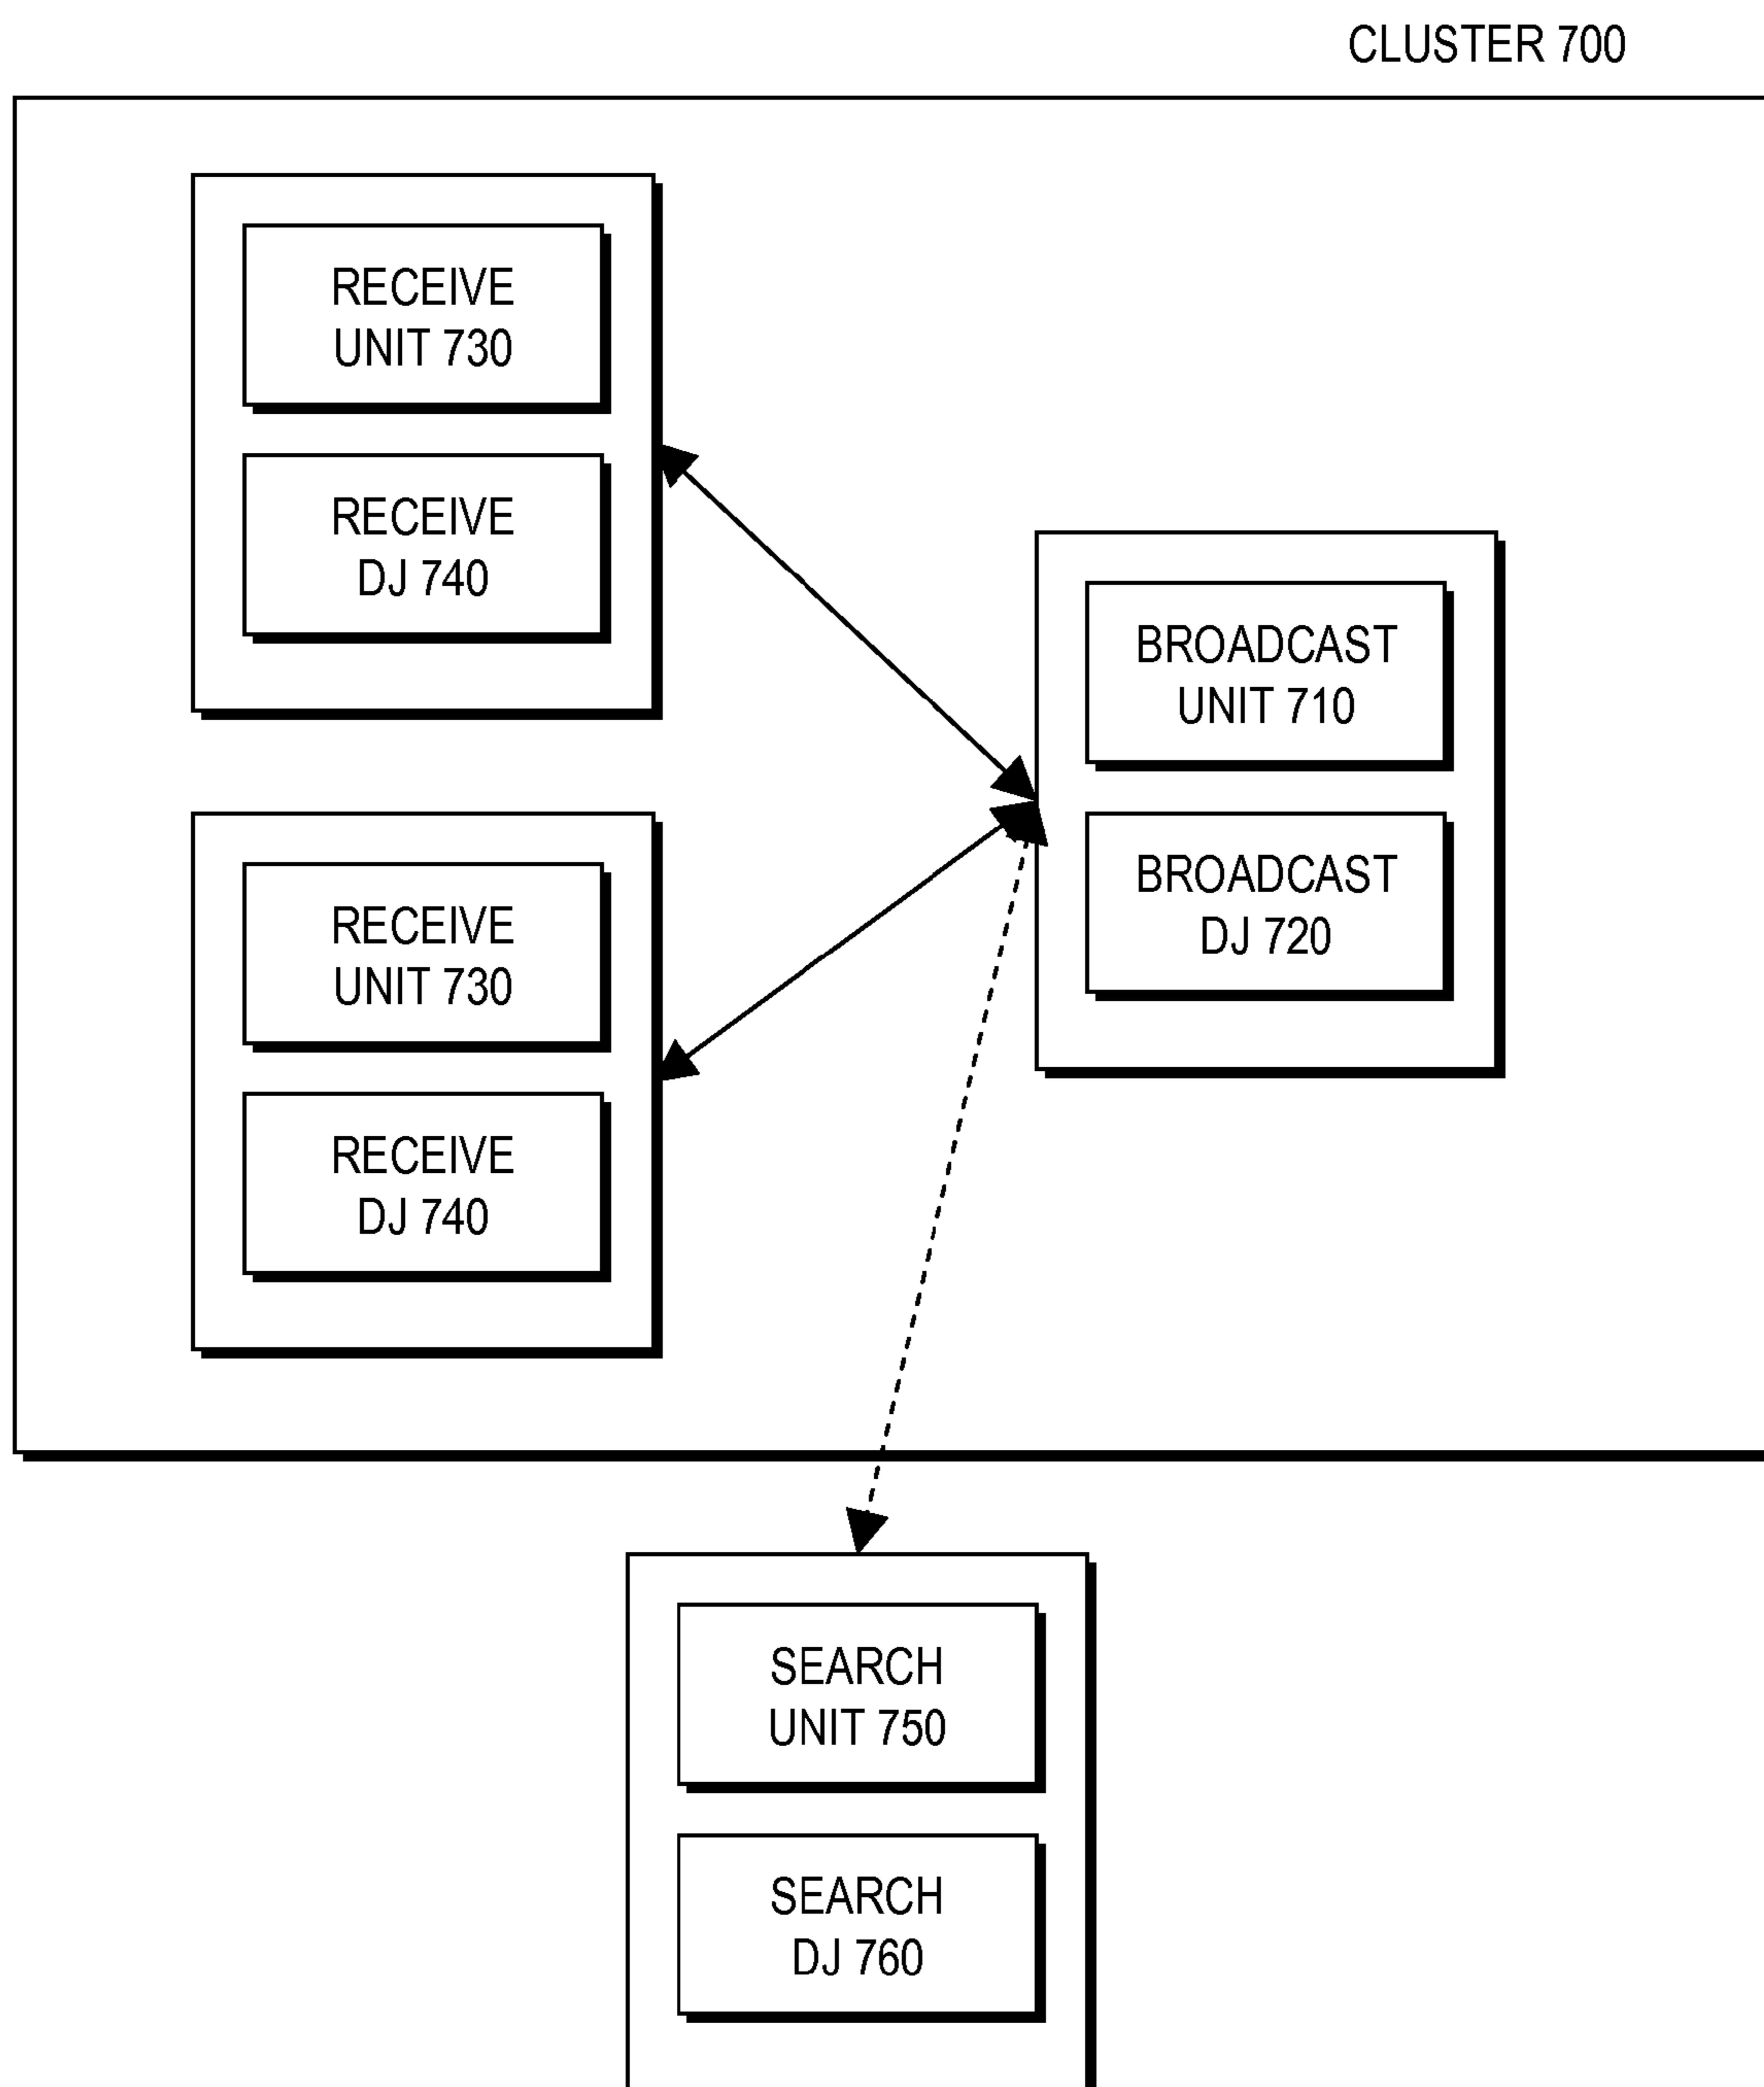 CLUSTER 700
RECEIVE
UNIT 730
RECEIVE
DJ 740
BROADCAST
UNIT 710
BROADCAST
DJ 720
RECEIVE
UNIT 730
RECEIVE
DJ 740
SEARCH
UNIT 750
SEARCH
DJ 760